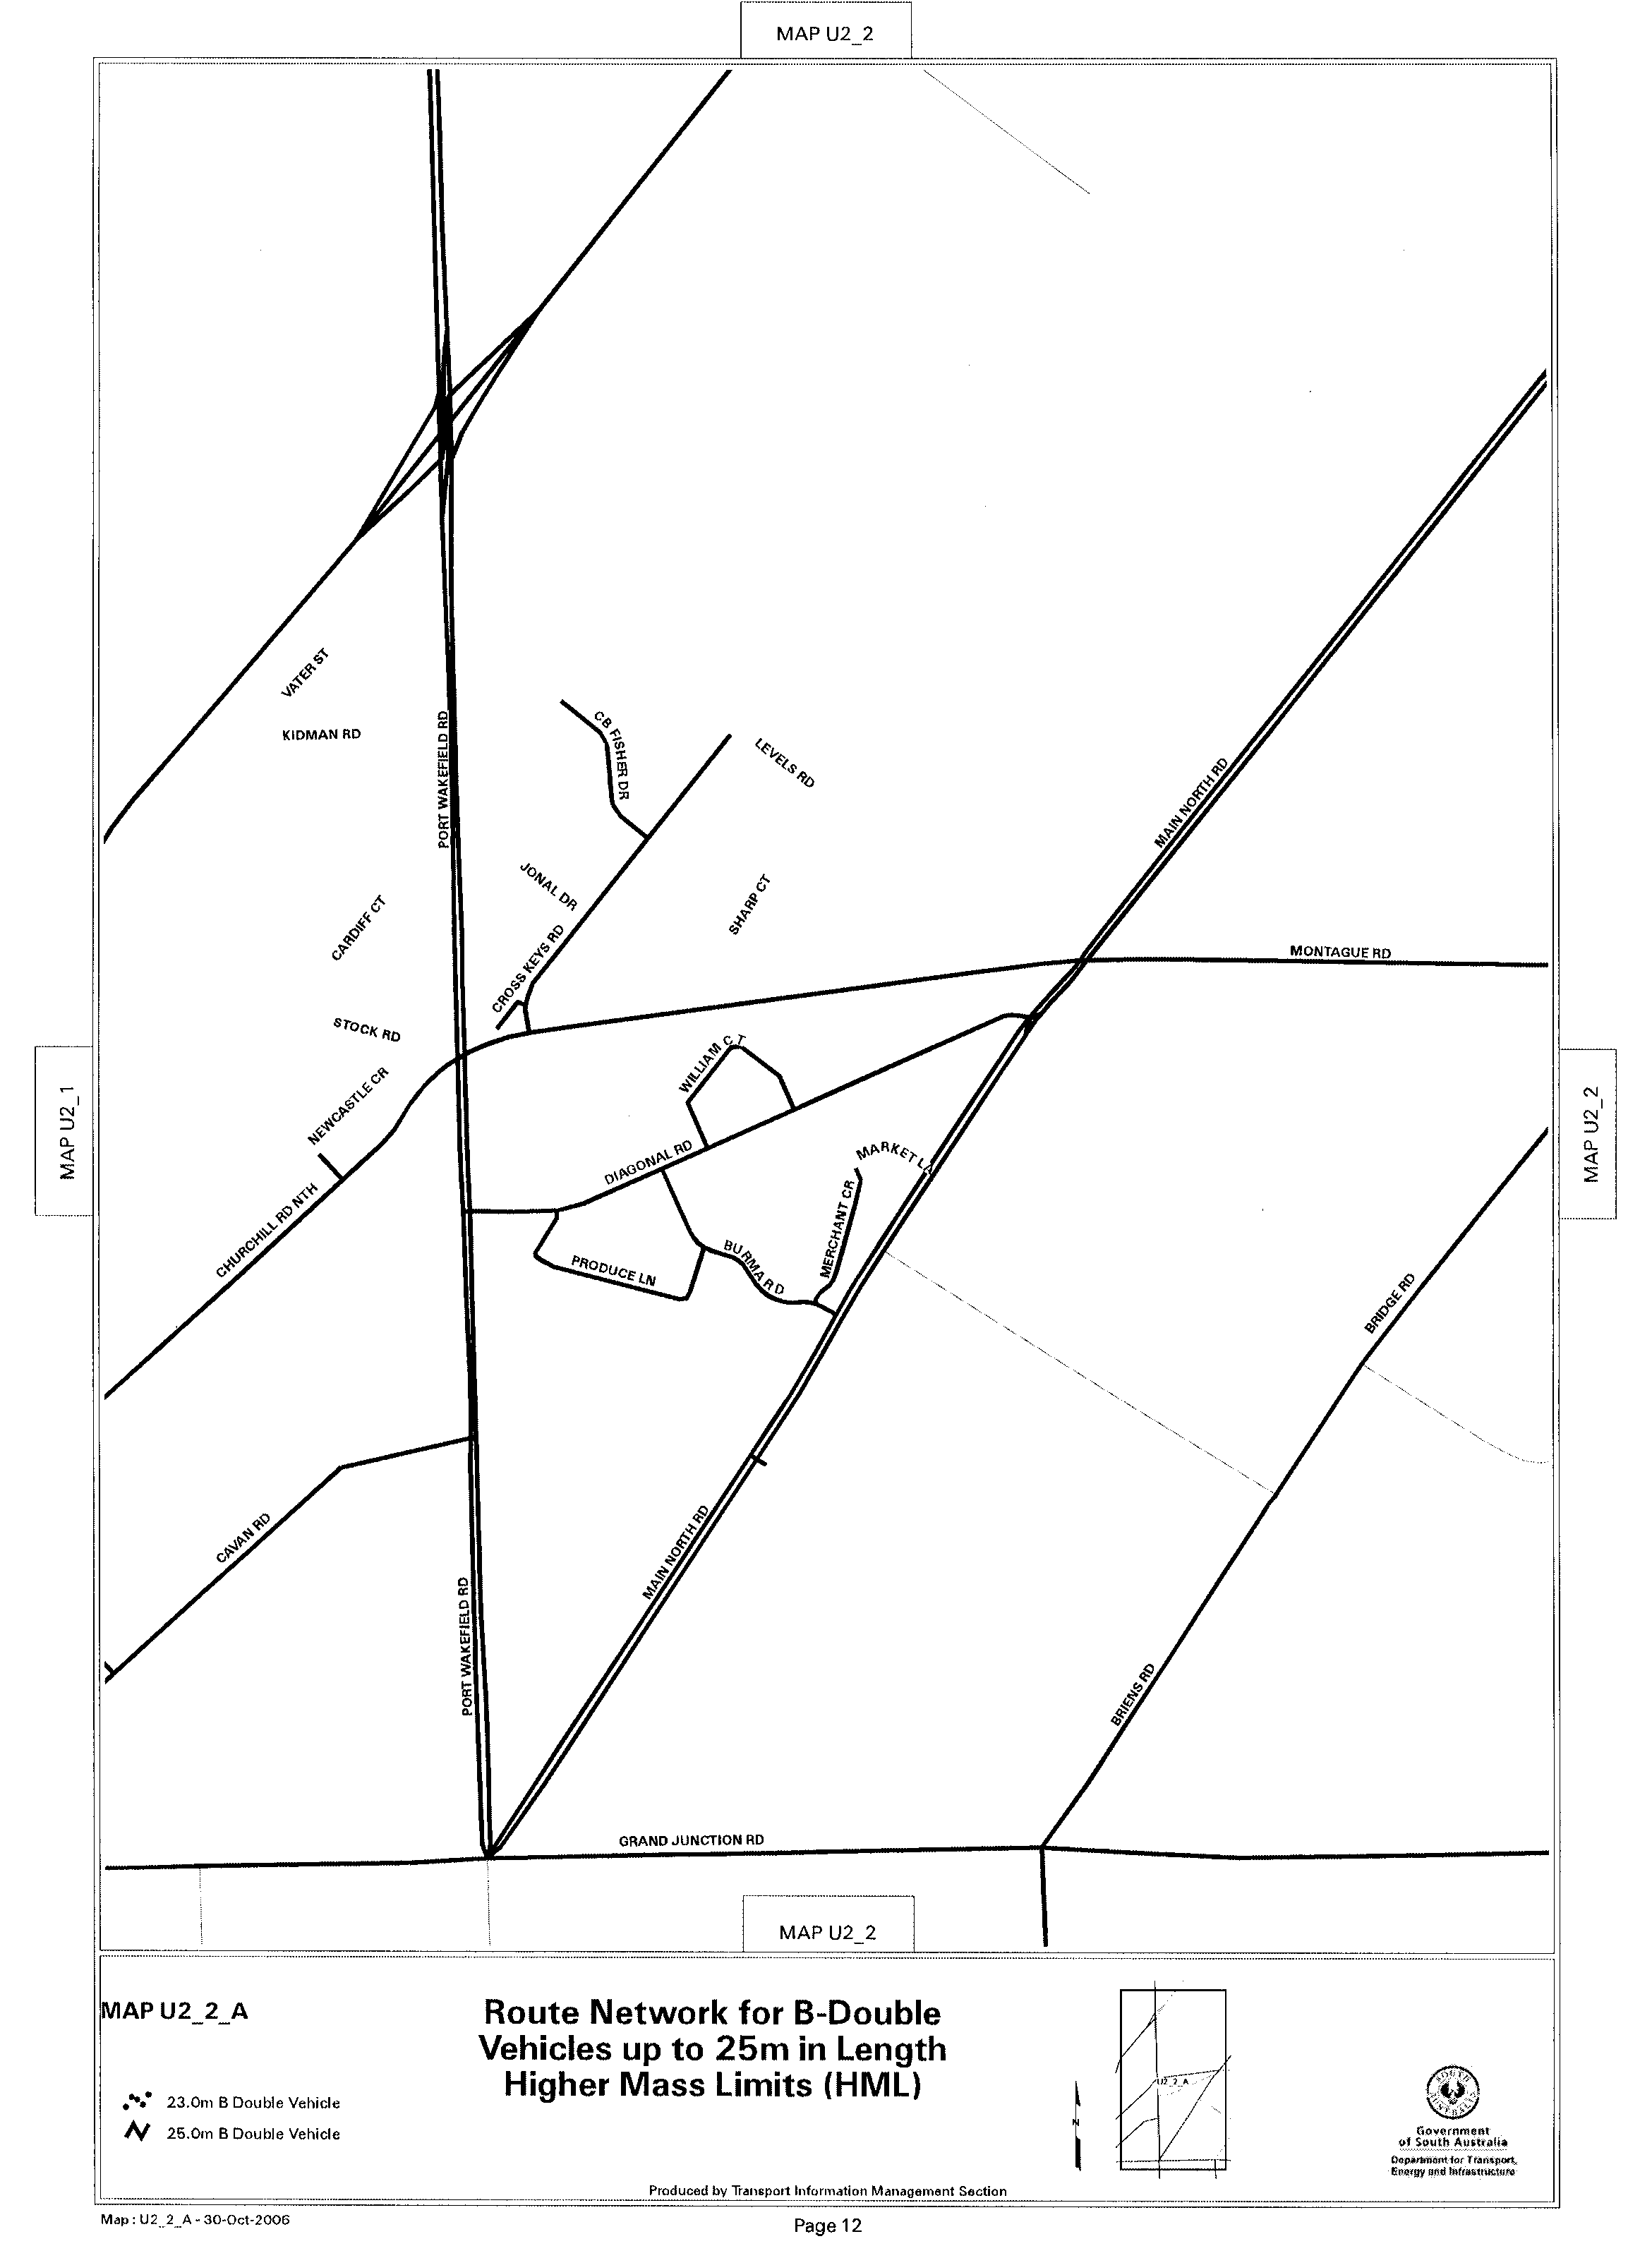 MAP U2_2
VATER ST
KIDMAN RD
PORT WAKEFIELD RD
CB FISHER DR
LEVELS RD
MAIN NORTH RD
JONAL DR
SHARP CT
CARDIFF CT
CROSS KEYS RD
MONTAGUE RD
STOCK RD
WILLIAM CT
NEWCASTLE CR
MAP U2_1
MAP U2_2
DIAGONAL RD
MARKET LA
CHURCHILL RD NTH
MERCHANT CR
PRODUCE LN
BURMA RD
BRIDGE RD
CAVAN RD
MAIN NORTH RD
PORT WAKEFIELD RD
BRIENS RD
GRAND JUNCTION RD
MAP U2_2
MAP U2_2_A
Route Network for B-Double
Vehicles up to 25m in Length
Higher Mass Limits (HML)
23.0m B Double Vehicle
25.0m B Double Vehicle
N
U2_2_A
SOUTH
AUSTRALIA
Government
of South Australia
Department for Transport,
Energy and Infrastructure
Produced by Transport Information Management Section
Map : U2_2_A - 30-Oct-2006
Page 12